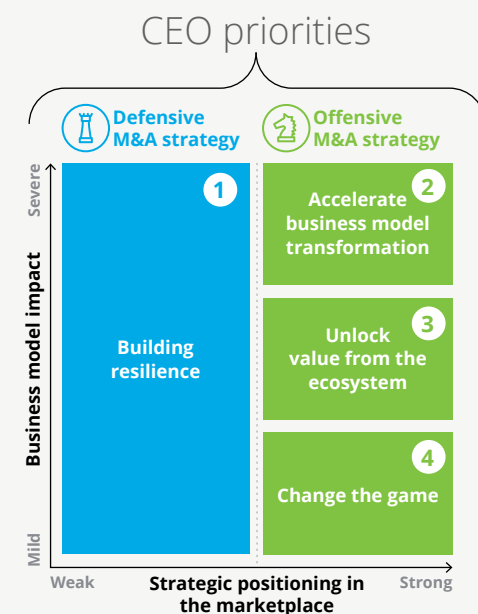 CEO priorities
Defensive
M&A strategy
Offensive
M&A strategy
Severe
Business model impact
Mild
1
Building
resilience
2
Accelerate
business model
transformation
3
Unlock
value from the
ecosystem
4
Change the game
Weak
Strategic positioning in
the marketplace
Strong